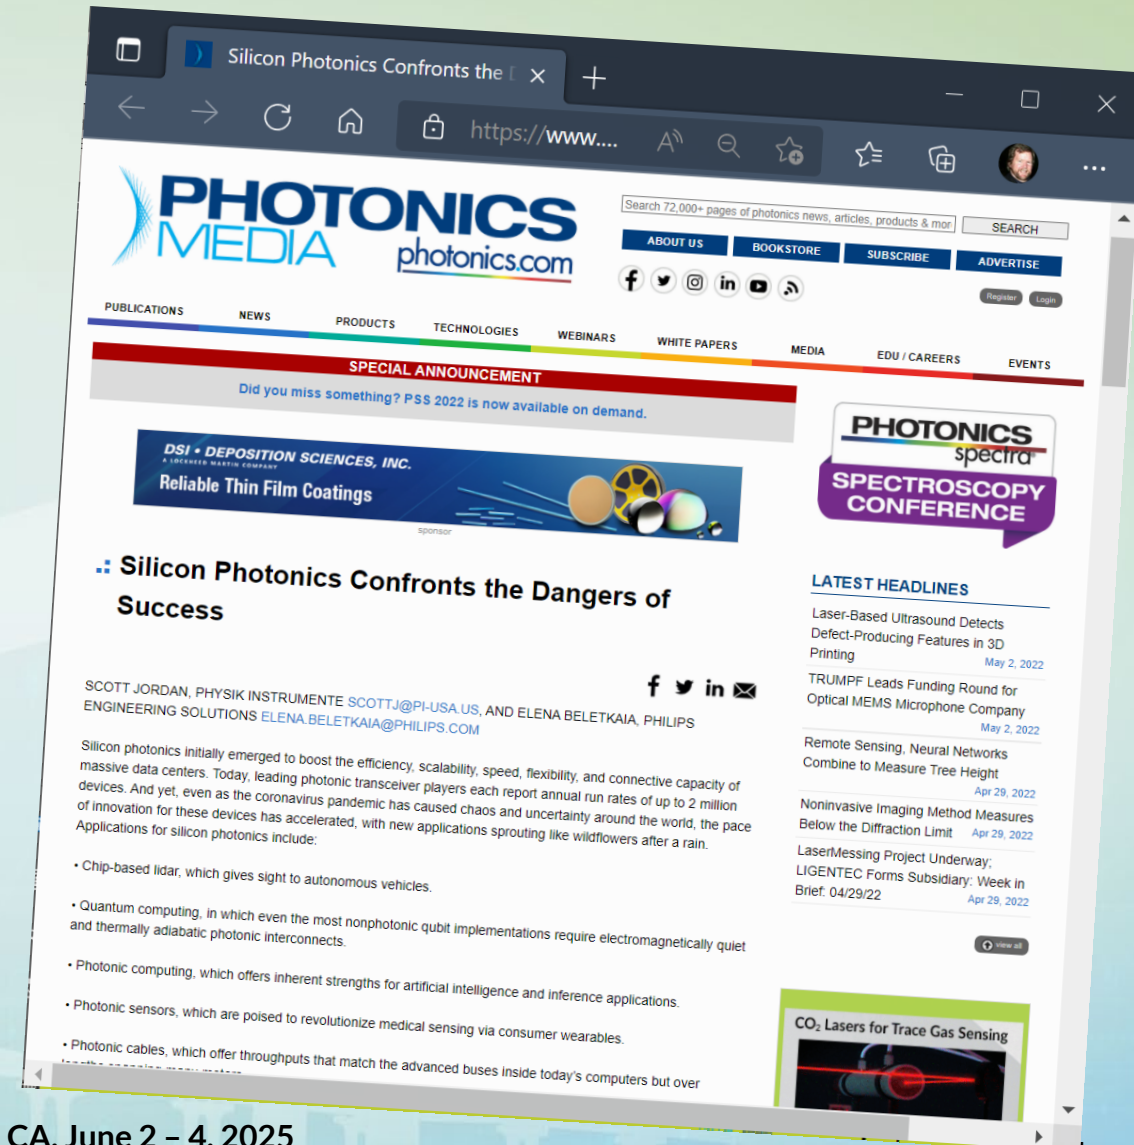 Silicon Photonics Confronts the
https://www....
PHOTONICS
MEDIA
photonics.com
Search 72,000+ pages of photonics news, articles, products & mor
SEARCH
ABOUT US
BOOKSTORE
SUBSCRIBE
ADVERTISE
Register
Login
PUBLICATIONS
NEWS
PRODUCTS
TECHNOLOGIES
WEBINARS
WHITE PAPERS
MEDIA
EDU / CAREERS
EVENTS
SPECIAL ANNOUNCEMENT
Did you miss something? PSS 2022 is now available on demand.
DSI • DEPOSITION SCIENCES, INC.
A LOCKHEED MARTIN COMPANY
Reliable Thin Film Coatings
sponsor
PHOTONICS
spectra®
SPECTROSCOPY
CONFERENCE
Silicon Photonics Confronts the Dangers of
Success
SCOTT JORDAN, PHYSIK INSTRUMENTE SCOTTJ@PI-USA.US, AND ELENA BELETKAIA, PHILIPS
ENGINEERING SOLUTIONS ELENA.BELETKAIA@PHILIPS.COM
Silicon photonics initially emerged to boost the efficiency, scalability, speed, flexibility, and connective capacity of
massive data centers. Today, leading photonic transceiver players each report annual run rates of up to 2 million
devices. And yet, even as the coronavirus pandemic has caused chaos and uncertainty around the world, the pace
of innovation for these devices has accelerated, with new applications sprouting like wildflowers after a rain.
Applications for silicon photonics include:
• Chip-based lidar, which gives sight to autonomous vehicles.
• Quantum computing, in which even the most nonphotonic qubit implementations require electromagnetically quiet
and thermally adiabatic photonic interconnects.
• Photonic computing, which offers inherent strengths for artificial intelligence and inference applications.
• Photonic sensors, which are poised to revolutionize medical sensing via consumer wearables.
• Photonic cables, which offer throughputs that match the advanced buses inside today's computers but over
LATEST HEADLINES
Laser-Based Ultrasound Detects
Defect-Producing Features in 3D
Printing May 2, 2022
TRUMPF Leads Funding Round for
Optical MEMS Microphone Company
May 2, 2022
Remote Sensing, Neural Networks
Combine to Measure Tree Height
Apr 29, 2022
Noninvasive Imaging Method Measures
Below the Diffraction Limit Apr 29, 2022
LaserMessing Project Underway;
LIGENTEC Forms Subsidiary: Week in
Brief: 04/29/22 Apr 29, 2022
view all
CO₂ Lasers for Trace Gas Sensing
CA, June 2 – 4, 2025